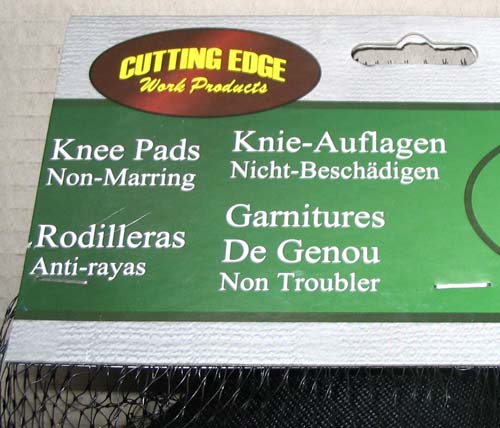 CUTTING EDGE
Work Products
Knee Pads
Non-Marring
Knie-Auflagen
Nicht-Beschädigen
Rodilleras
Anti-rayas
Garnitures
De Genou
Non Troubler